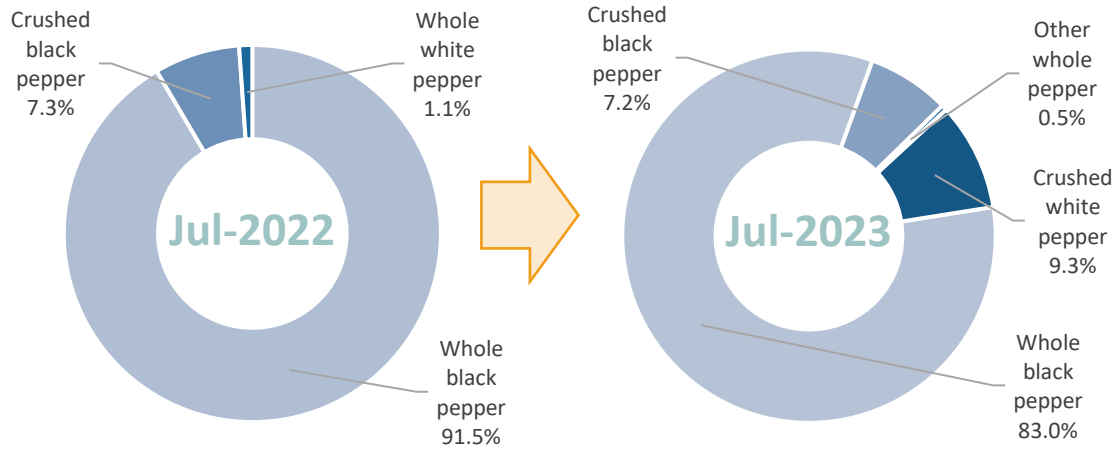 Crushed
black
pepper
7.3%
Whole
white
pepper
1.1%
Jul-2022
Whole
black
pepper
91.5%
Crushed
black
pepper
7.2%
Other
whole
pepper
0.5%
Crushed
white
pepper
9.3%
Jul-2023
Whole
black
pepper
83.0%